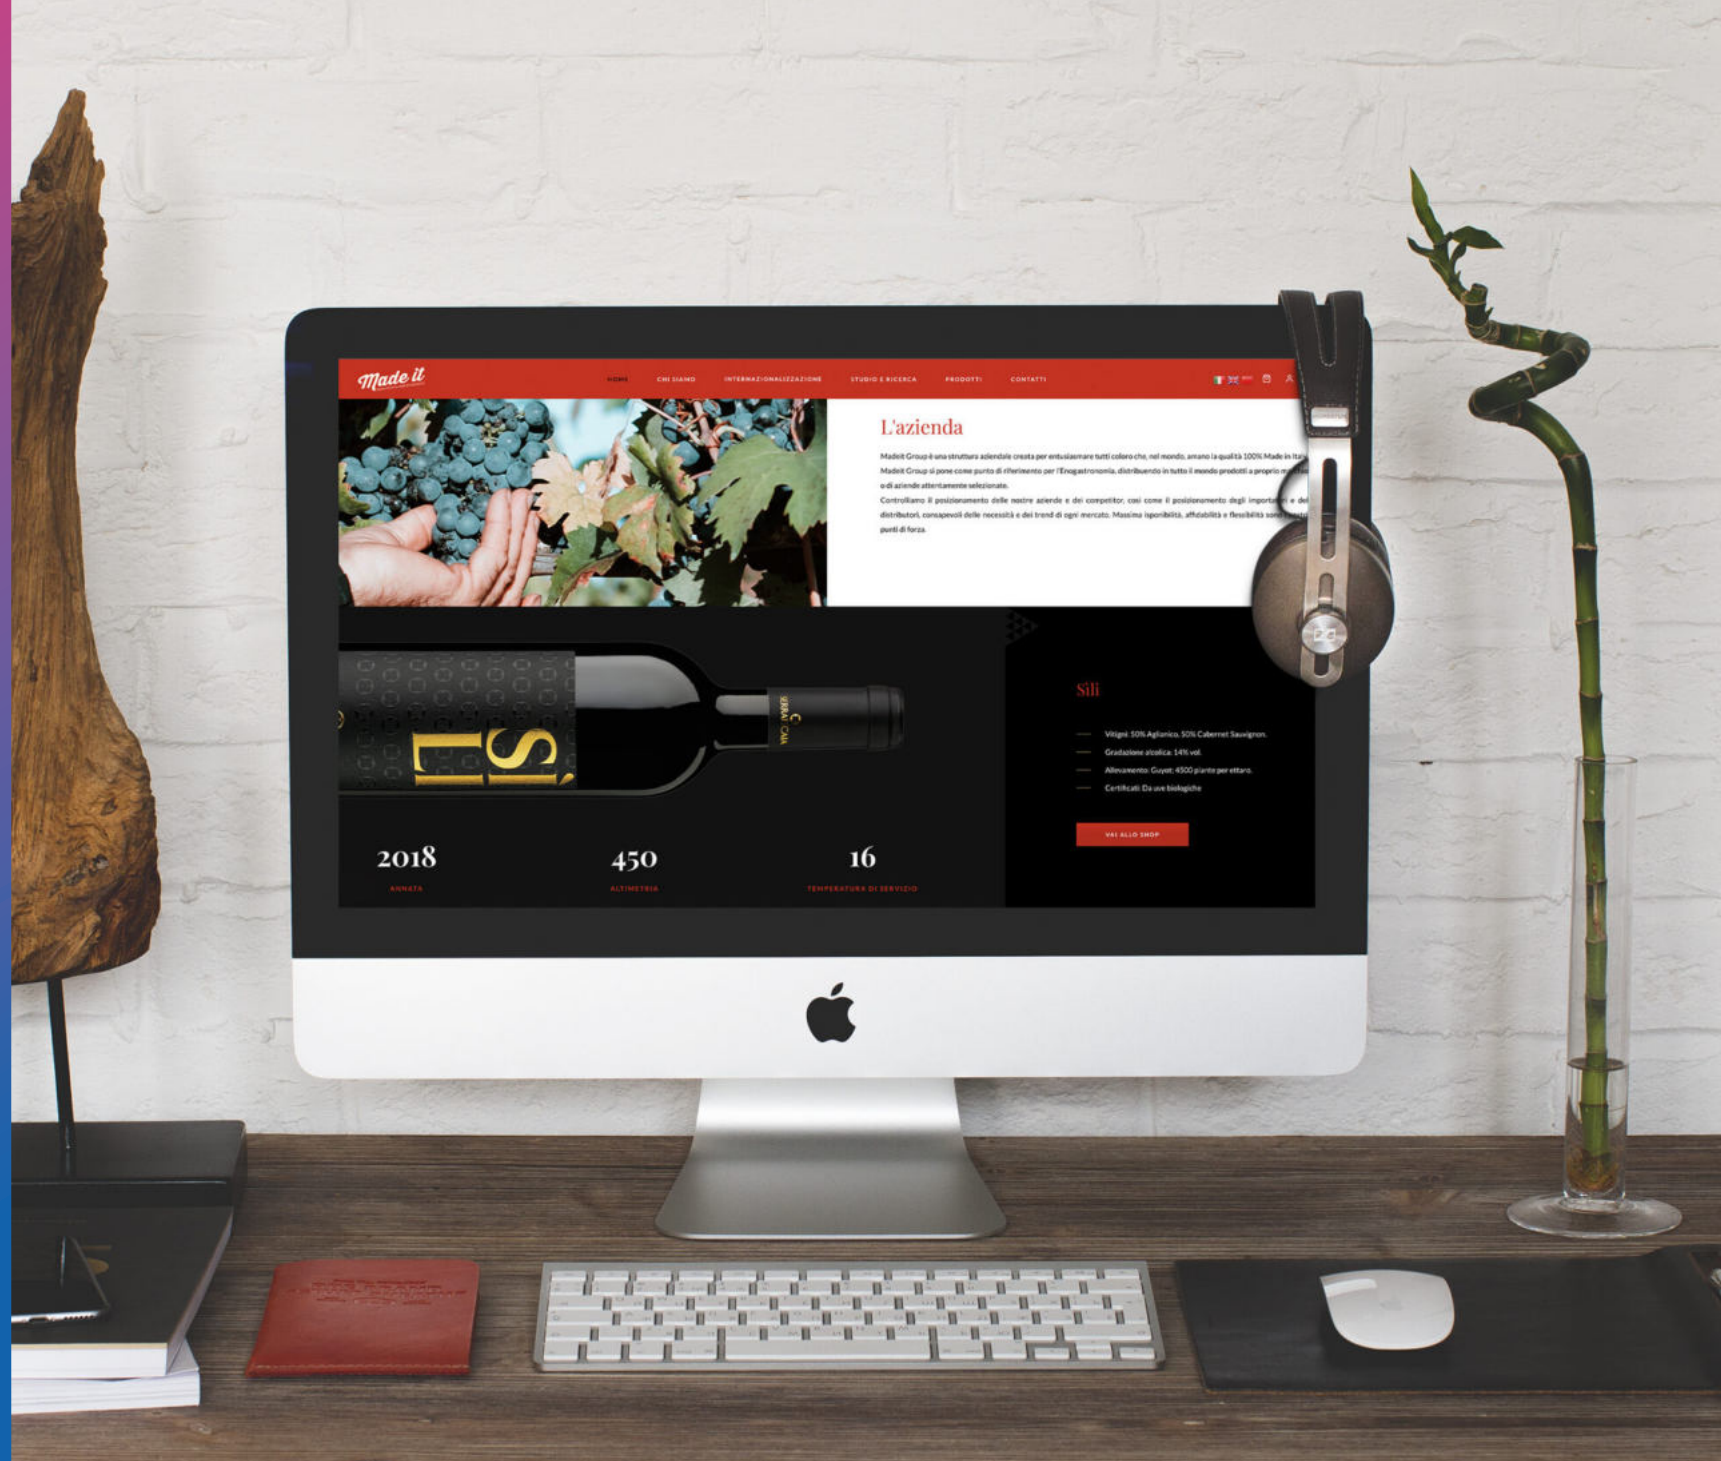 Made it
HOME CHI SIAMO INTERNAZIONALIZZAZIONE STUDIO E RICERCA PRODOTTI CONTATTI
L'azienda
Madeit Group è una struttura aziendale creata per entusiasmare tutti coloro che, nel mondo, amano la qualità 100% Made in Italy.
Madeit Group si pone come punto di riferimento per l'Enogastronomia, distribuendo in tutto il mondo prodotti a proprio
o di aziende attentamente selezionate.
Controlliamo il posizionamento delle nostre aziende e dei competitor, così come il posizionamento degli e dei
distributori, consapevoli delle necessità e dei trend di ogni mercato. Massima isponibilità, affidabilità e flessibilità
punti di forza.
SÌ
LI
Sìli
Vitigni: 50% Aglianico, 50% Cabernet Sauvignon.
Gradazione alcolica: 14% vol.
Allevamento: Guyot; 4500 piante per ettaro.
Certificati: Da uve biologiche
VAI ALLO SHOP
2018 450 16
ANNATA ALTIMETRIA TEMPERATURA DI SERVIZIO